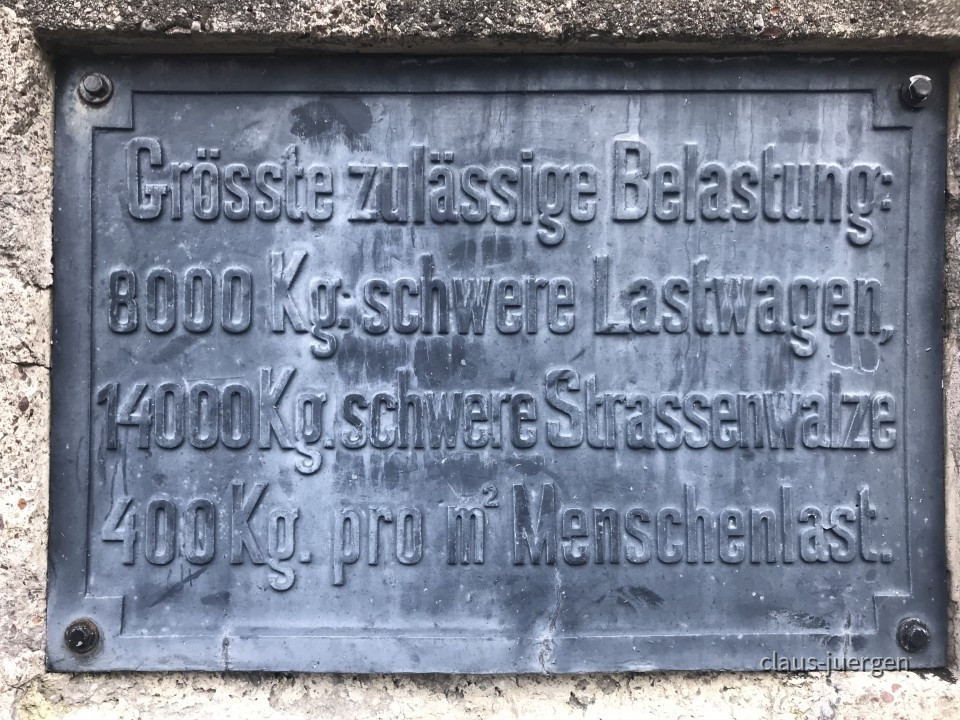 Grösste zulässige Belastung:
8000 Kg. schwere Lastwagen,
14000 Kg. schwere Strassenwalze
400 Kg. pro m² Menschenlast.
claus-juergen